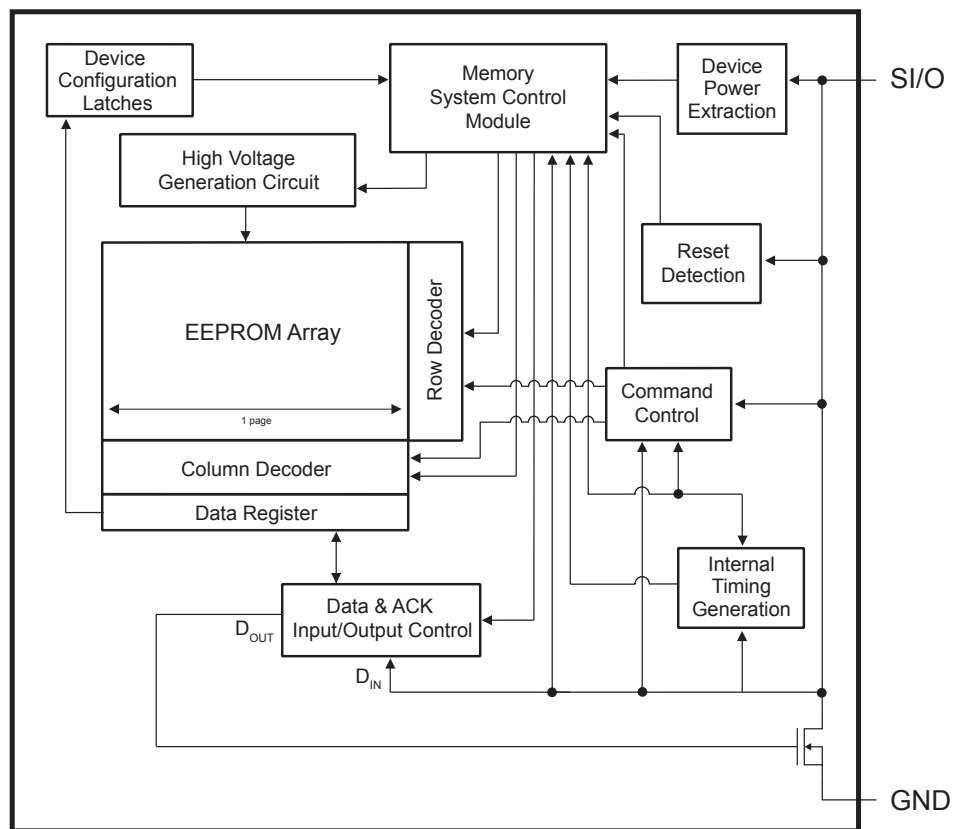 Device
Configuration
Latches
Memory
System Control
Module
Device
Power
Extraction
SI/O
High Voltage
Generation Circuit
Reset
Detection
EEPROM Array
Row Decoder
1 page
Command
Control
Column Decoder
Data Register
Internal
Timing
Generation
Data & ACK
Input/Output Control
DOUT
DIN
GND